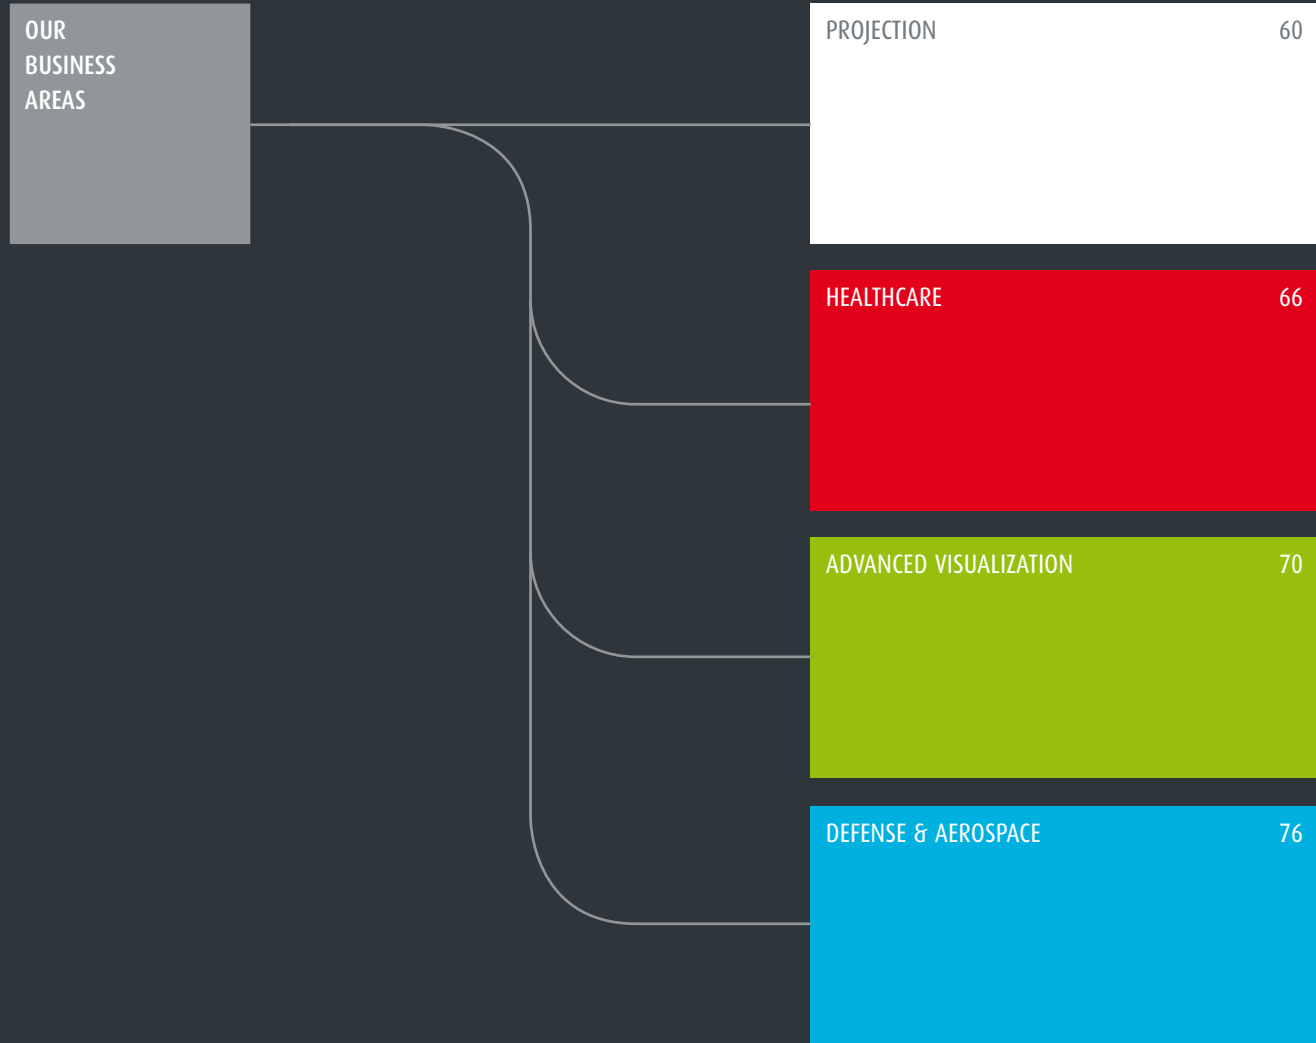 OUR
BUSINESS
AREAS
PROJECTION 60
HEALTHCARE 66
ADVANCED VISUALIZATION 70
DEFENSE & AEROSPACE 76